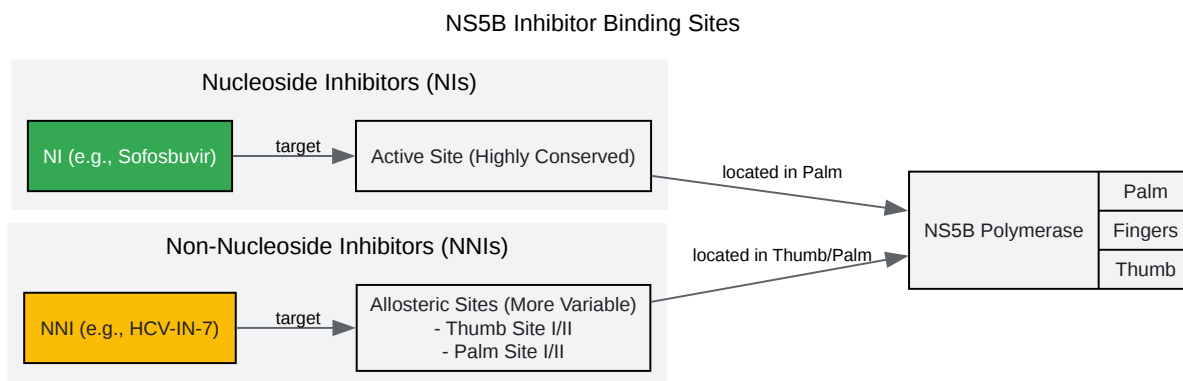 NS5B Inhibitor Binding Sites
Nucleoside Inhibitors (NIs)
NI (e.g., Sofosbuvir)
target
Active Site (Highly Conserved)
located in Palm
Non-Nucleoside Inhibitors (NNIs)
NNI (e.g., HCV-IN-7)
target
Allosteric Sites (More Variable)
- Thumb Site I/II
- Palm Site I/II
located in Thumb/Palm
NS5B Polymerase
Palm
Fingers
Thumb